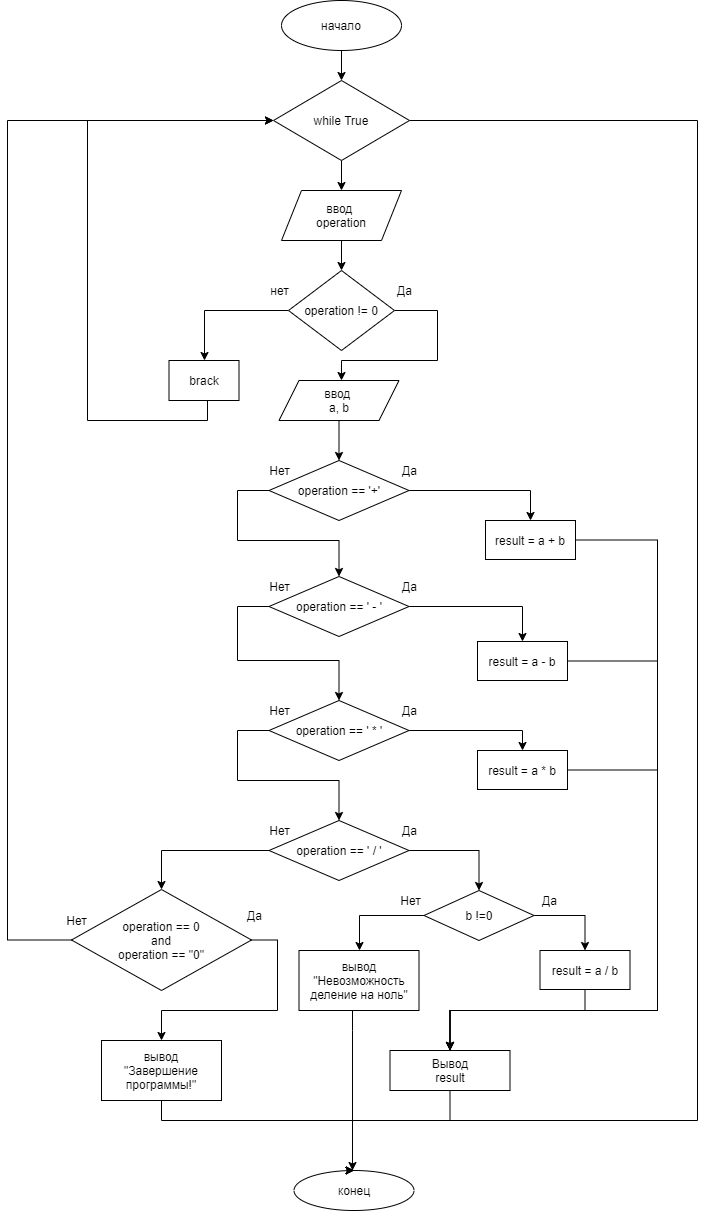 начало
while True
ввод
operation
нет
Да
operation != 0
brack
ввод
a, b
Нет
Да
operation == '+'
result = a + b
Нет
Да
operation == ' - '
result = a - b
Нет
Да
operation == ' * '
result = a * b
Нет
Да
operation == ' / '
Нет
Да
b !=0
Нет
Да
operation == 0
and
operation == "0"
вывод
"Невозможность
деление на ноль"
result = a / b
вывод
"Завершение
программы!"
Вывод
result
конец